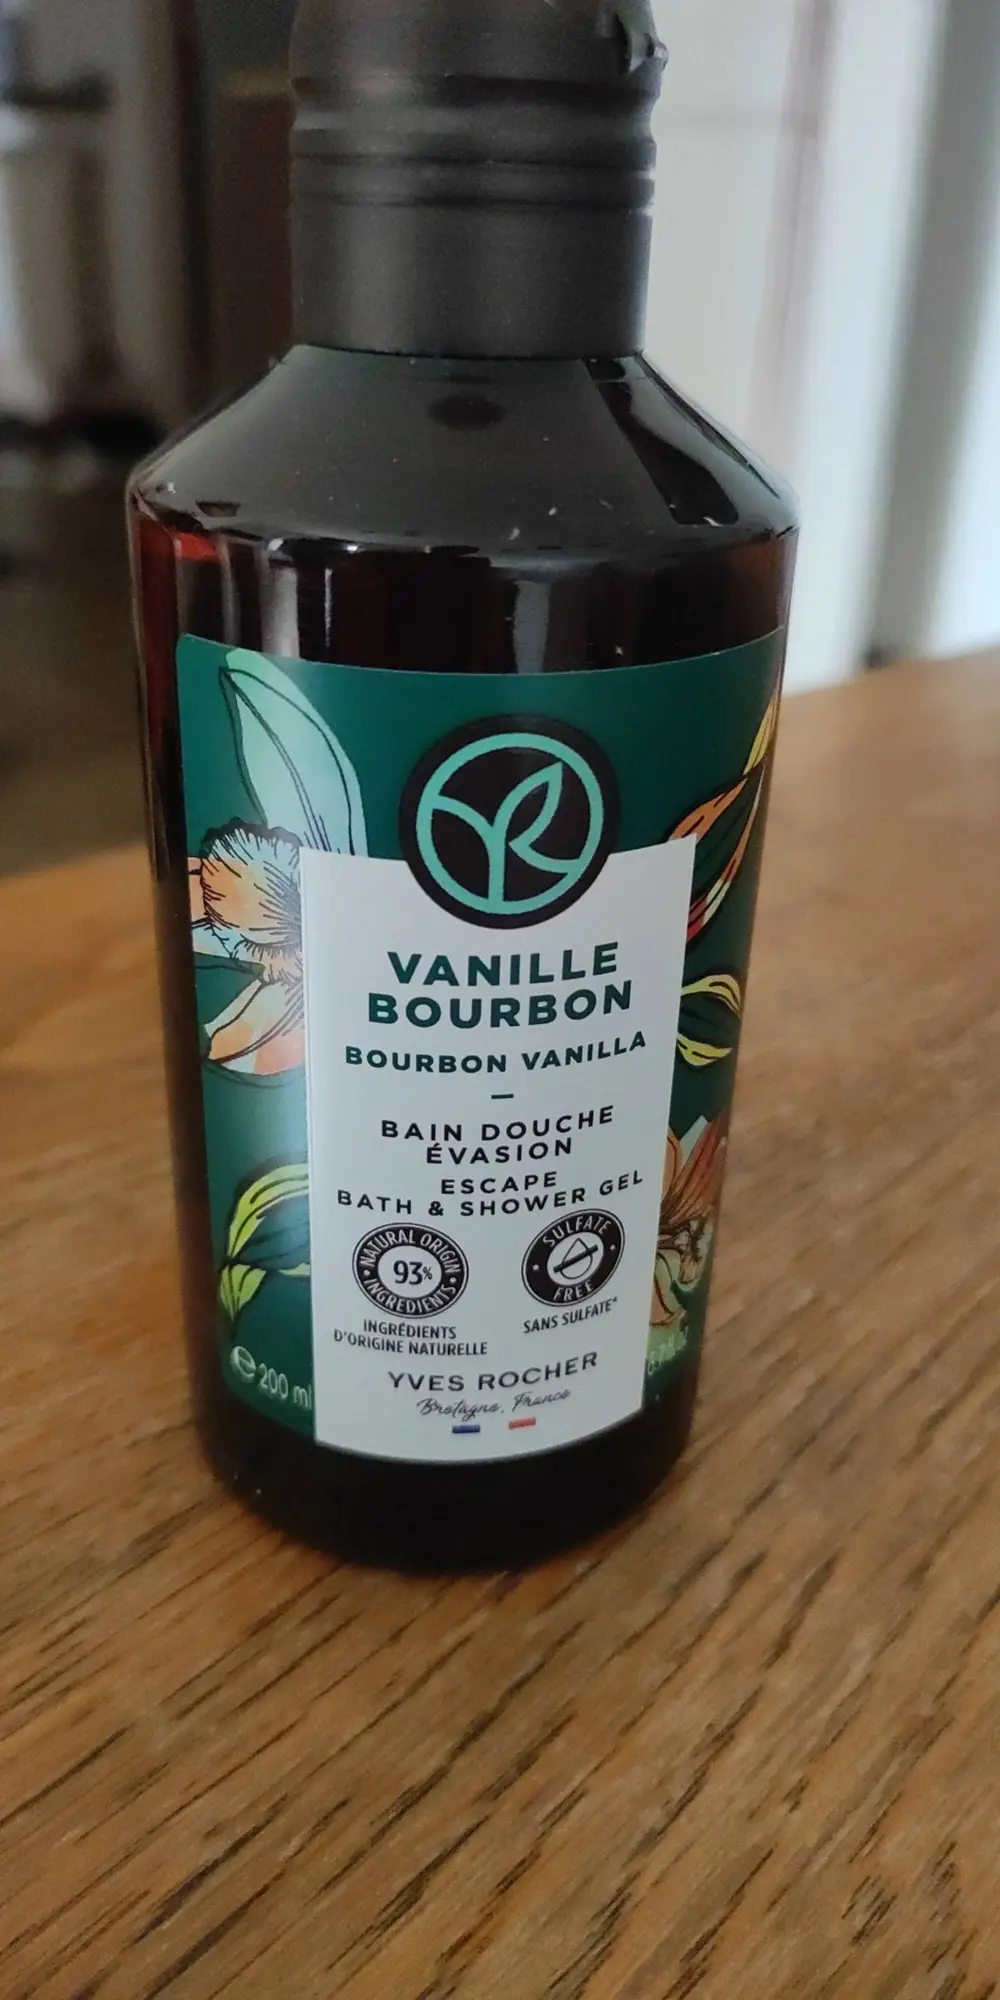 VANILLE
BOURBON
BOURBON VANILLA
BAIN DOUCHE
ÉVASION
ESCAPE
BATH & SHOWER GEL
NATURAL ORIGIN
93%
INGREDIENTS
INGRÉDIENTS
D'ORIGINE NATURELLE
SULFATE
FREE
SANS SULFATE*
YVES ROCHER
Bretagne, France
℮ 200 ml